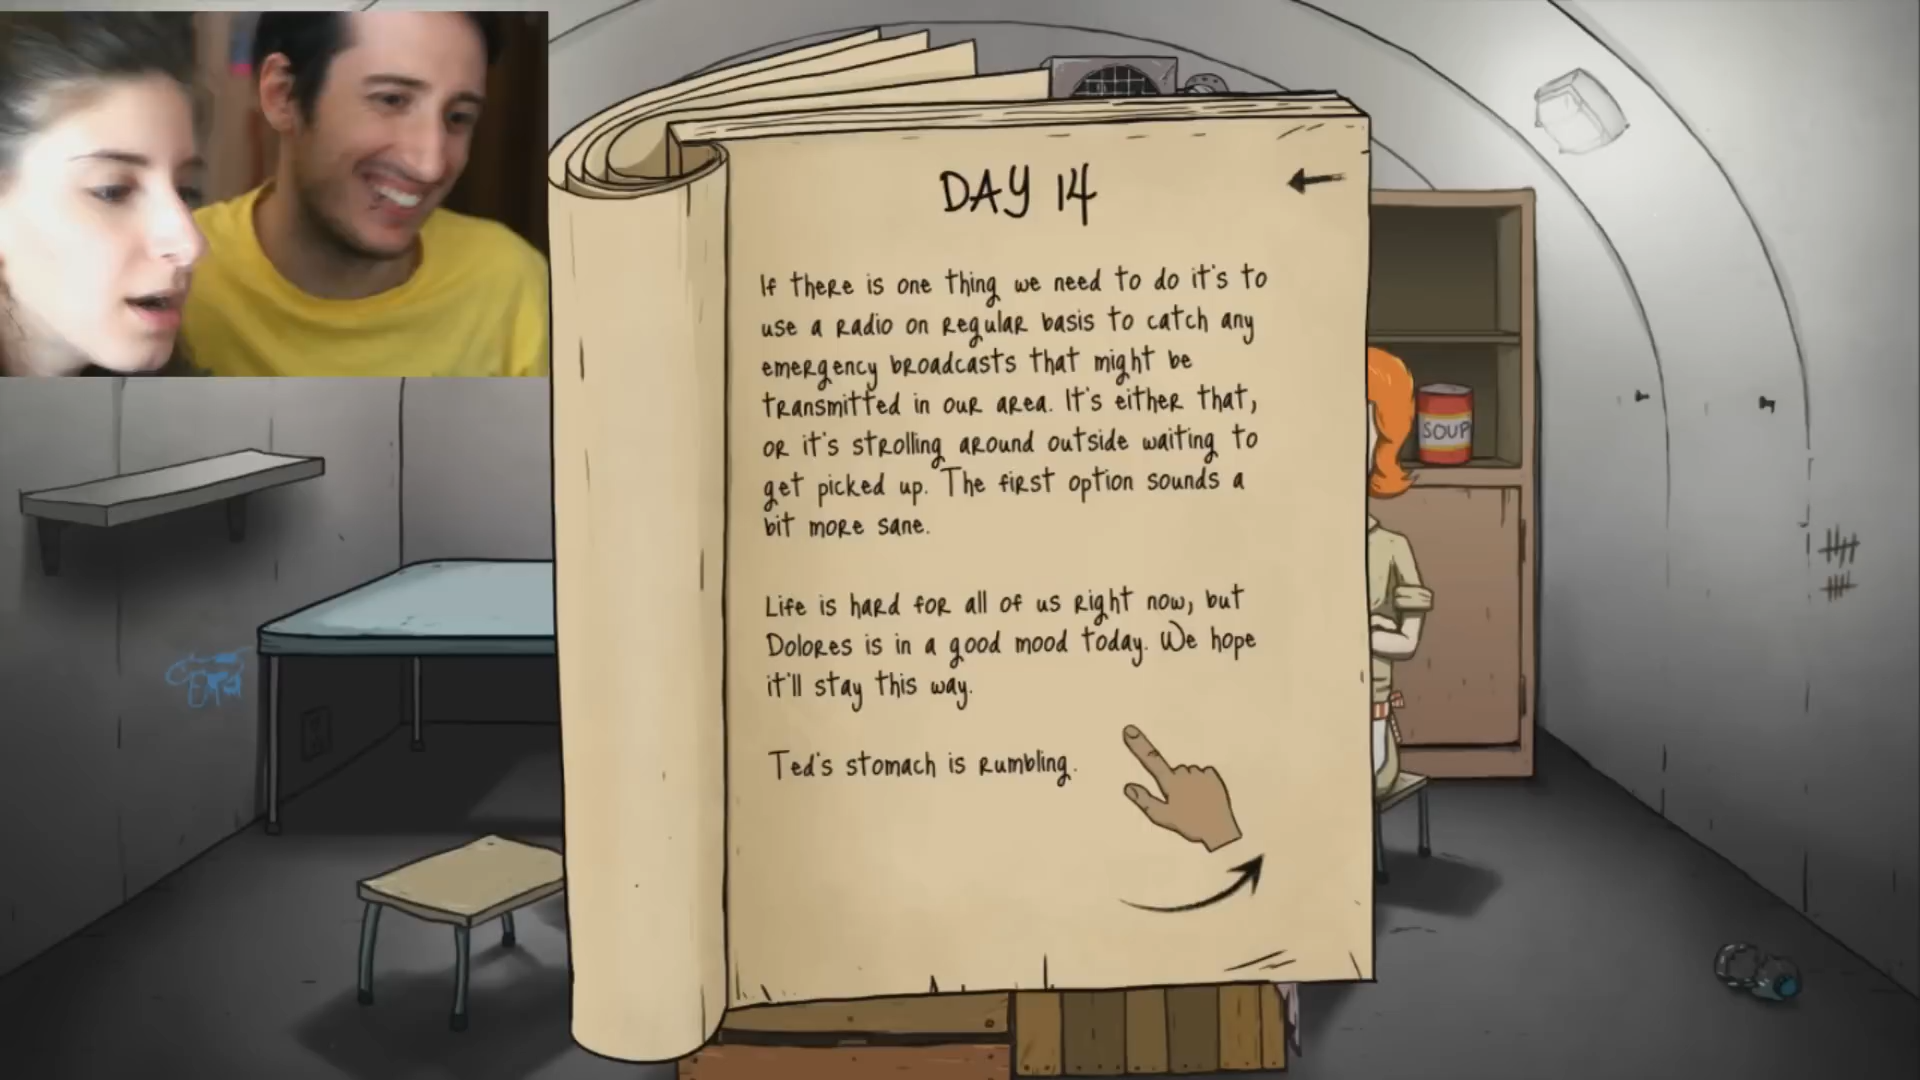 DAY 14
If there is one thing we need to do it's to
use a radio on regular basis to catch any
emergency broadcasts that might be
transmitted in our area. It's either that,
or it's strolling around outside waiting to
get picked up. The first option sounds a
bit more sane.
Life is hard for all of us right now, but
Dolores is in a good mood today. We hope
it'll stay this way.
Ted's stomach is rumbling.
SOUP